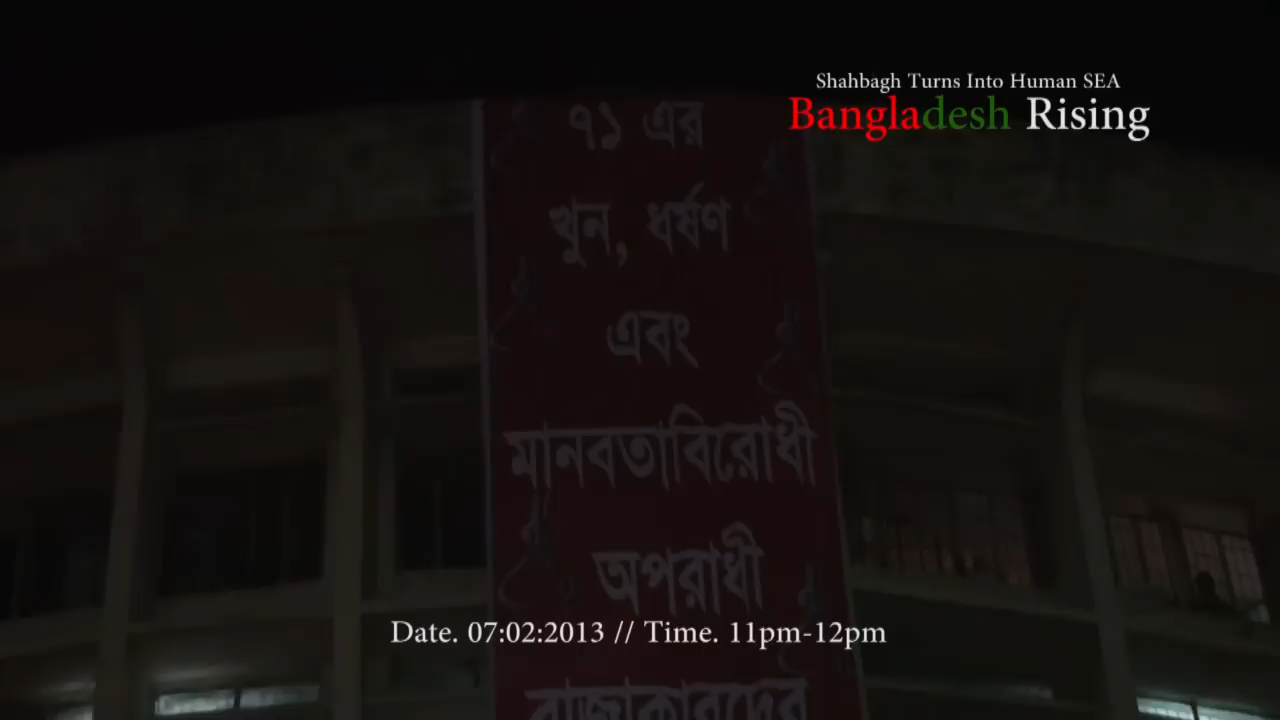 Shahbagh Turns Into Human SEA
Bangladesh Rising
৭১ এর
খুন, ধর্ষণ
এবং
মানবতাবিরোধী
অপরাধী
Date. 07:02:2013 // Time. 11pm-12pm
রাজাকারদের